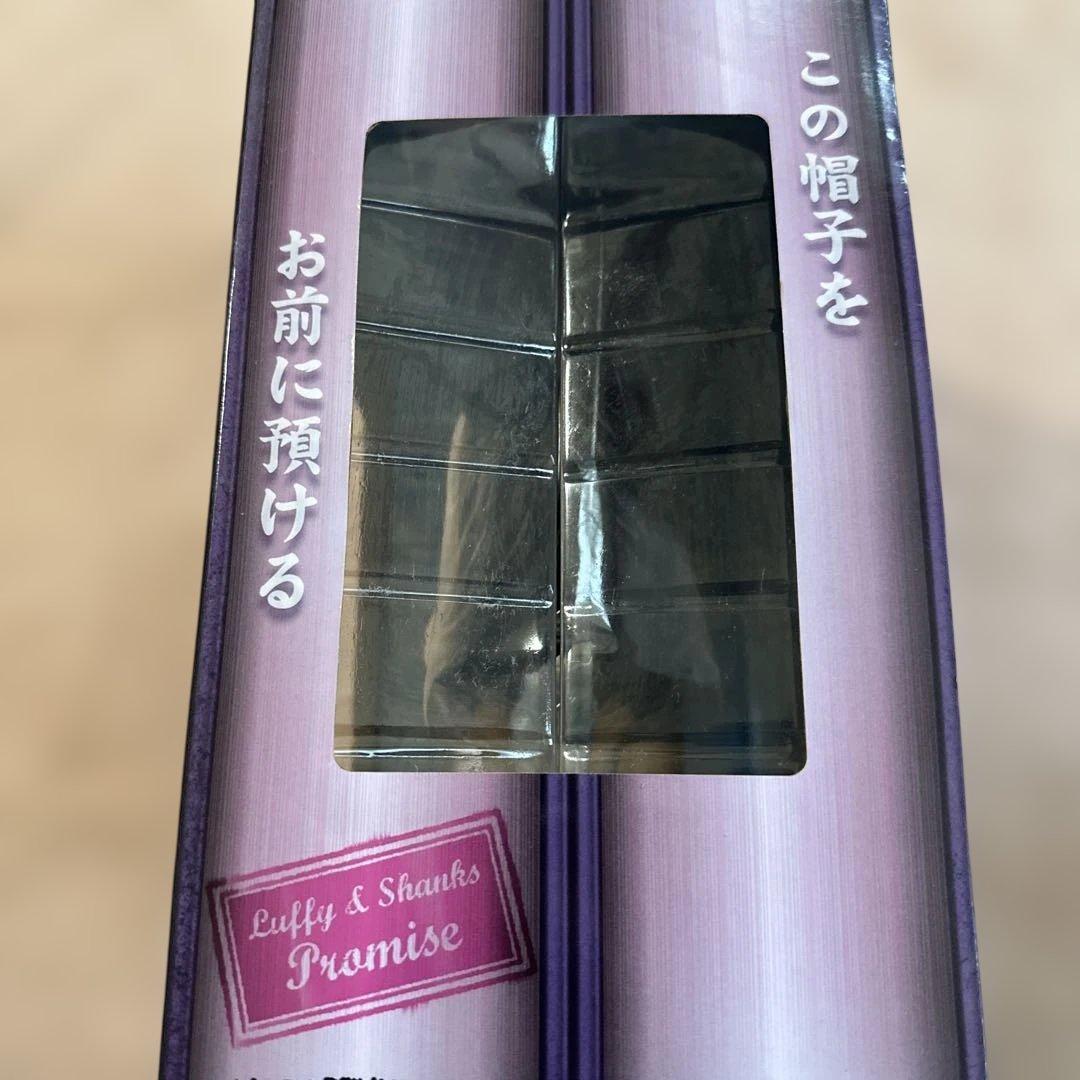 この帽子を
お前に預ける
Luffy & Shanks
Promise